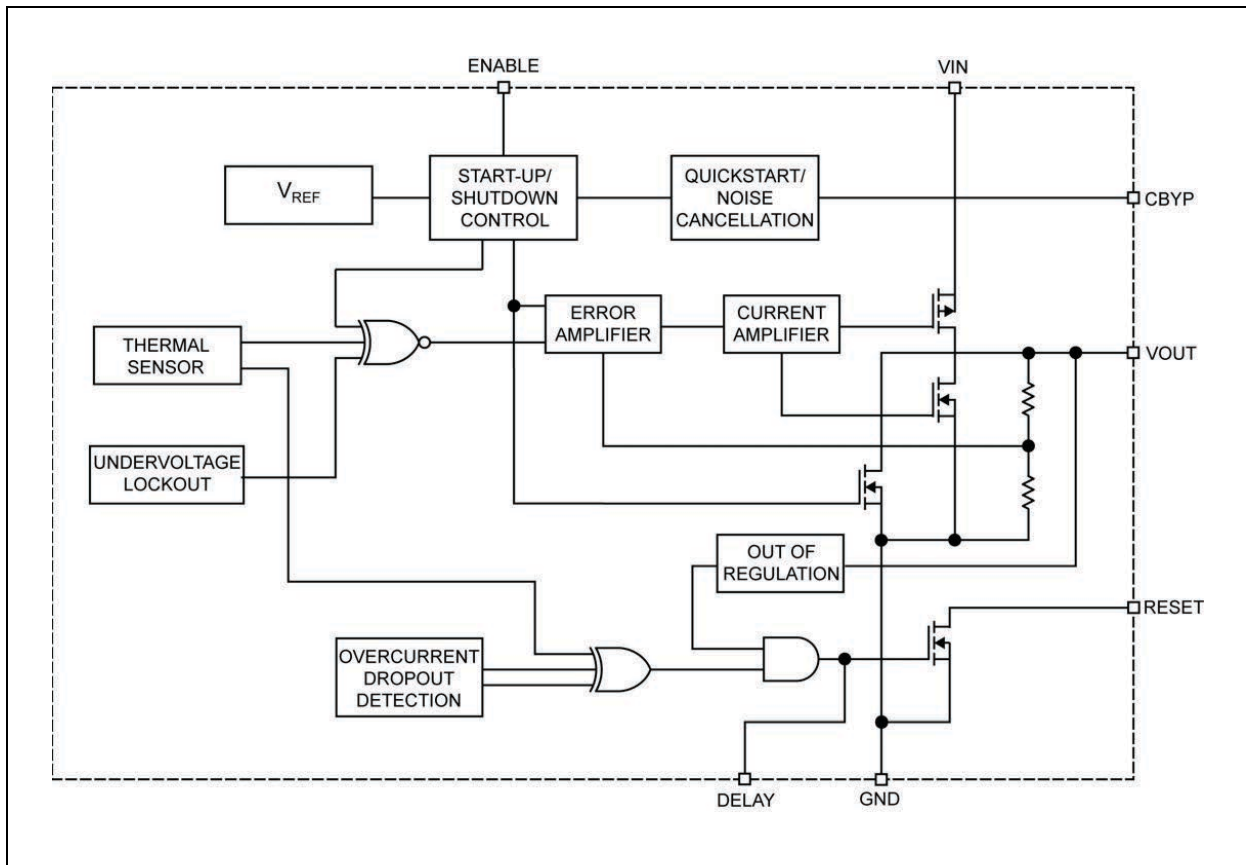 ENABLE
VIN
V_REF
START-UP/
SHUTDOWN
CONTROL
QUICKSTART/
NOISE
CANCELLATION
CBYP
THERMAL
SENSOR
ERROR
AMPLIFIER
CURRENT
AMPLIFIER
VOUT
UNDERVOLTAGE
LOCKOUT
OUT OF
REGULATION
RESET
OVERCURRENT
DROPOUT
DETECTION
DELAY
GND